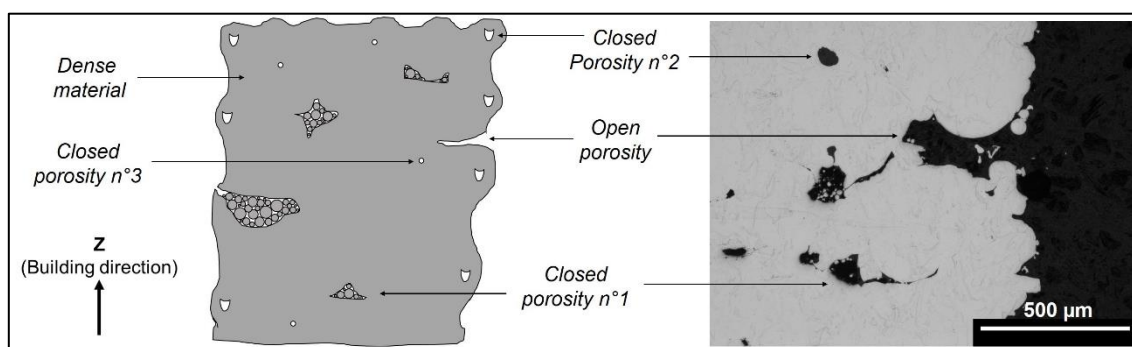 Dense
material
Closed
porosity n°3
Z
(Building direction)
Closed
Porosity n°2
Open
porosity
Closed
porosity n°1
500 µm